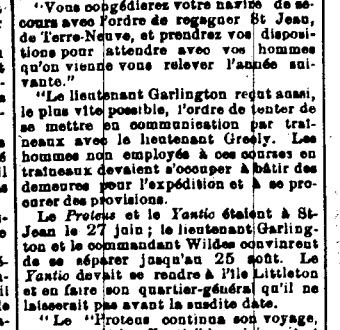 "Vous congédierez votre navire de se-
cours avec l'ordre de regagner St Jean,
de Terre-Neuve, et prendrez vos disposi-
tions pour attendre avec vos hommes
qu'on vienne vous relever l'année sui-
vante."
"Le lieutenant Garlington reçut aussi,
le plus vite possible, l'ordre de tenter de
se mettre en communication par traî-
neaux avec le lieutenant Greely. Les
hommes non employés à ces courses en
traîneaux devaient s'occuper à bâtir des
demeures pour l'expédition et à se pro-
curer des provisions.
Le Proteus et le Yantic étaient à St-
Jean le 27 juin; le lieutenant Garling-
ton et le commandant Wildes convinrent
de se séparer jusqu'au 25 août. Le
Yantic devait se rendre à l'île Littleton
et en faire son quartier-général qu'il ne
laisserait pas avant la susdite date.
"Le "Proteus continua son voyage,